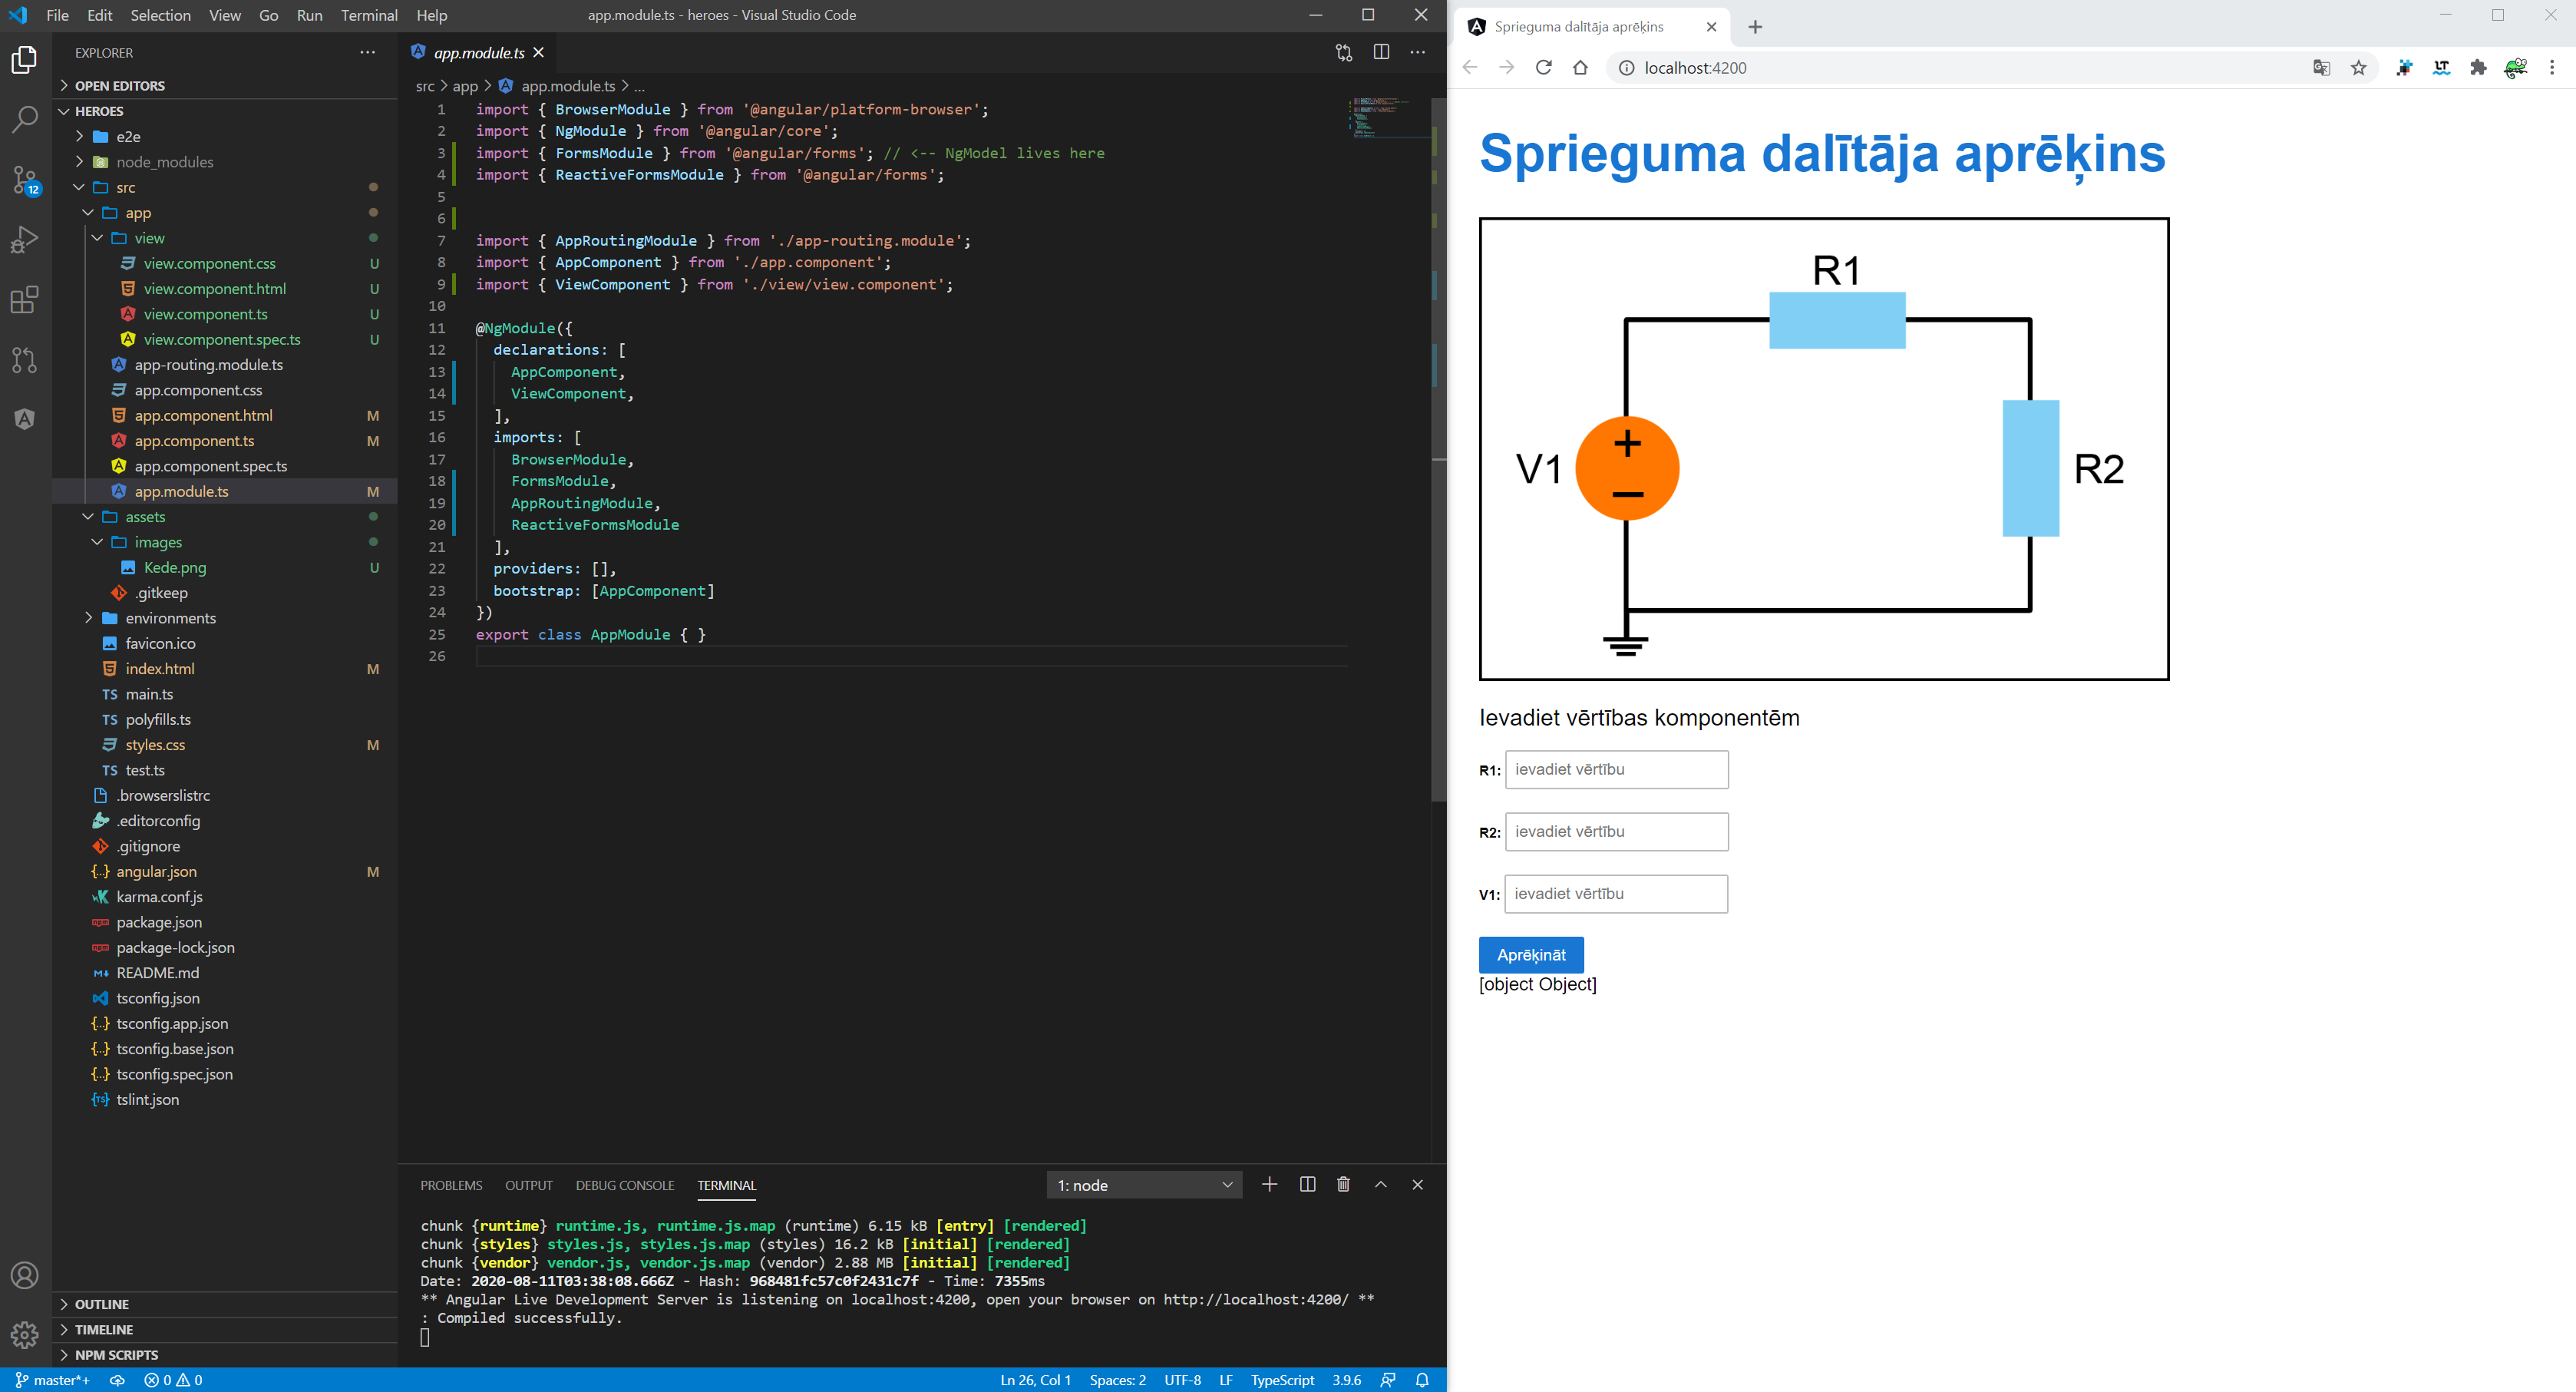 File Edit Selection View Go Run Terminal Help
app.module.ts - heroes - Visual Studio Code
EXPLORER
OPEN EDITORS
HEROES
e2e
node_modules
src
app
view
view.component.css U
view.component.html U
view.component.ts U
view.component.spec.ts U
app-routing.module.ts
app.component.css
app.component.html M
app.component.ts M
app.component.spec.ts
app.module.ts M
assets
images
Kede.png U
.gitkeep
environments
favicon.ico
index.html M
main.ts
polyfills.ts
styles.css M
test.ts
.browserslistrc
.editorconfig
.gitignore
angular.json M
karma.conf.js
package.json
package-lock.json
README.md
tsconfig.json
tsconfig.app.json
tsconfig.base.json
tsconfig.spec.json
tslint.json
OUTLINE
TIMELINE
NPM SCRIPTS
12
app.module.ts
src > app > app.module.ts > ...
1 import { BrowserModule } from '@angular/platform-browser';
2 import { NgModule } from '@angular/core';
3 import { FormsModule } from '@angular/forms'; // <-- NgModel lives here
4 import { ReactiveFormsModule } from '@angular/forms';
5
6
7 import { AppRoutingModule } from './app-routing.module';
8 import { AppComponent } from './app.component';
9 import { ViewComponent } from './view/view.component';
10
11 @NgModule({
12 declarations: [
13 AppComponent,
14 ViewComponent,
15 ],
16 imports: [
17 BrowserModule,
18 FormsModule,
19 AppRoutingModule,
20 ReactiveFormsModule
21 ],
22 providers: [],
23 bootstrap: [AppComponent]
24 })
25 export class AppModule { }
26
PROBLEMS OUTPUT DEBUG CONSOLE TERMINAL
1: node
chunk {runtime} runtime.js, runtime.js.map (runtime) 6.15 kB [entry] [rendered]
chunk {styles} styles.js, styles.js.map (styles) 16.2 kB [initial] [rendered]
chunk {vendor} vendor.js, vendor.js.map (vendor) 2.88 MB [initial] [rendered]
Date: 2020-08-11T03:38:08.666Z - Hash: 968481fc57c0f2431c7f - Time: 7355ms
** Angular Live Development Server is listening on localhost:4200, open your browser on http://localhost:4200/ **
: Compiled successfully.
master*+ 0 0
Ln 26, Col 1 Spaces: 2 UTF-8 LF TypeScript 3.9.6
Sprieguma dalītāja aprēķins
localhost:4200
LT
Sprieguma dalītāja aprēķins
R1
V1
+
−
R2
Ievadiet vērtības komponentēm
R1: ievadiet vērtību
R2: ievadiet vērtību
V1: ievadiet vērtību
Aprēķināt
[object Object]